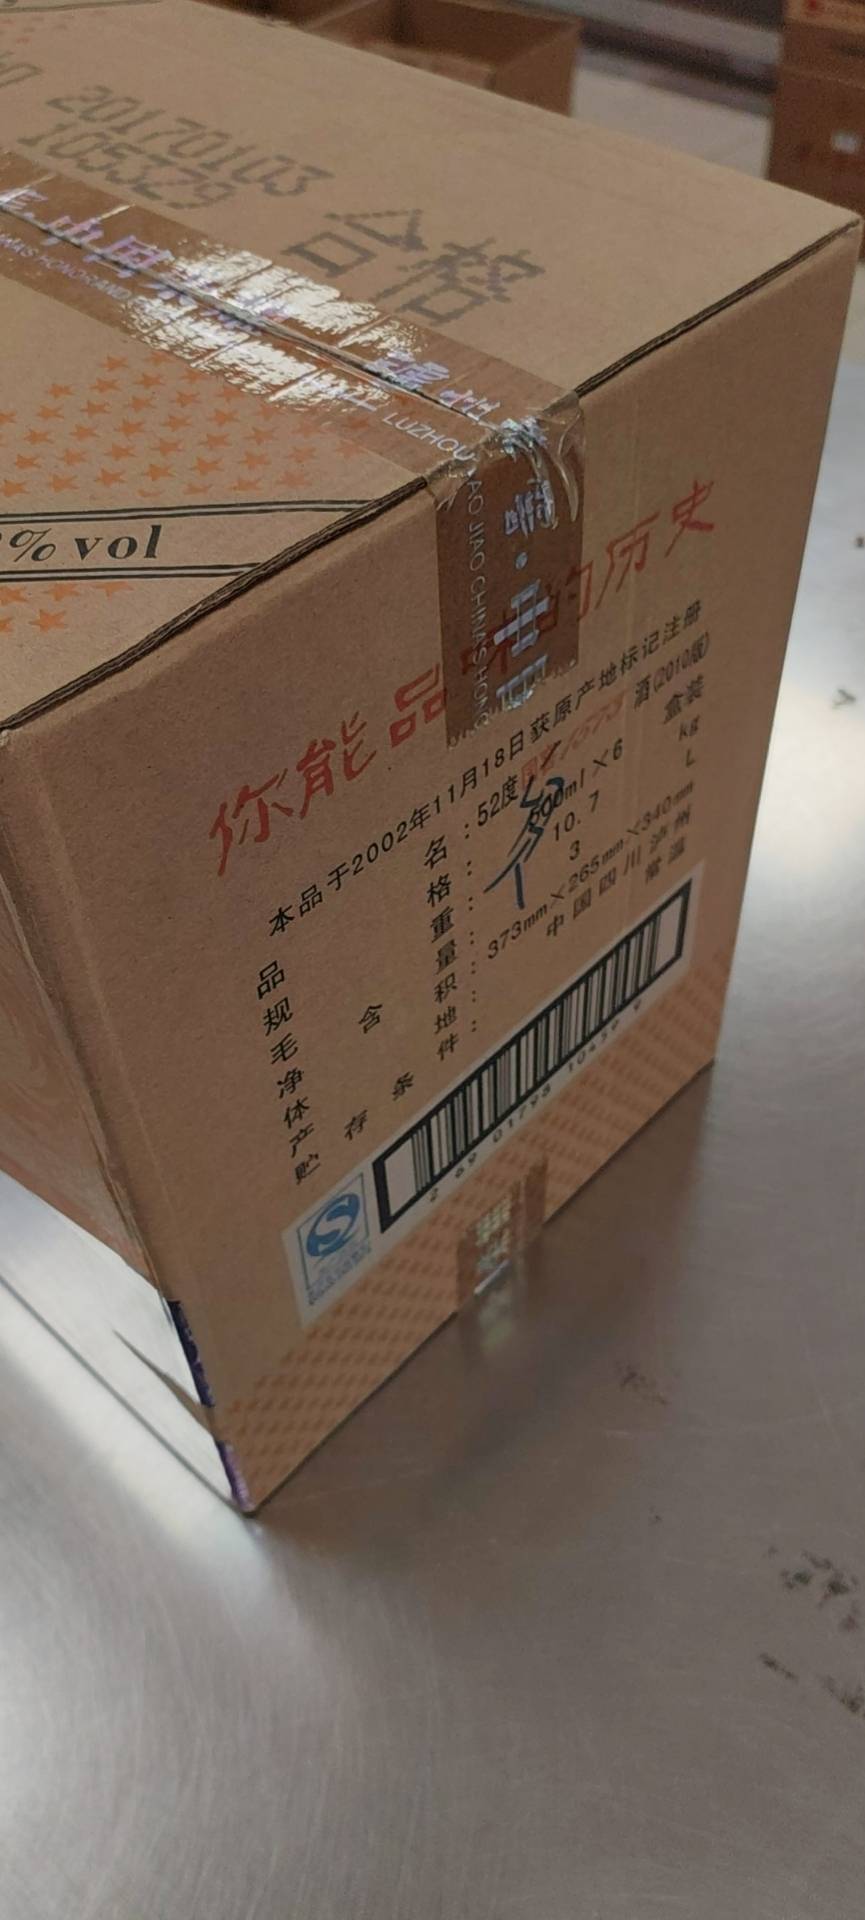 20170103
105329
合格
LUZHOU LAO JIAO CHINA'S HONO
% vol
你能品味的历史
本品于2002年11月18日获原产地标记注册
品名：52度国窖1573酒(2010版)
规格：500ml×6 盒装
毛重：10.7 kg
净含量：3 L
体积：373mm×265mm×340mm
产地：中国四川泸州
贮存条件：常温
S